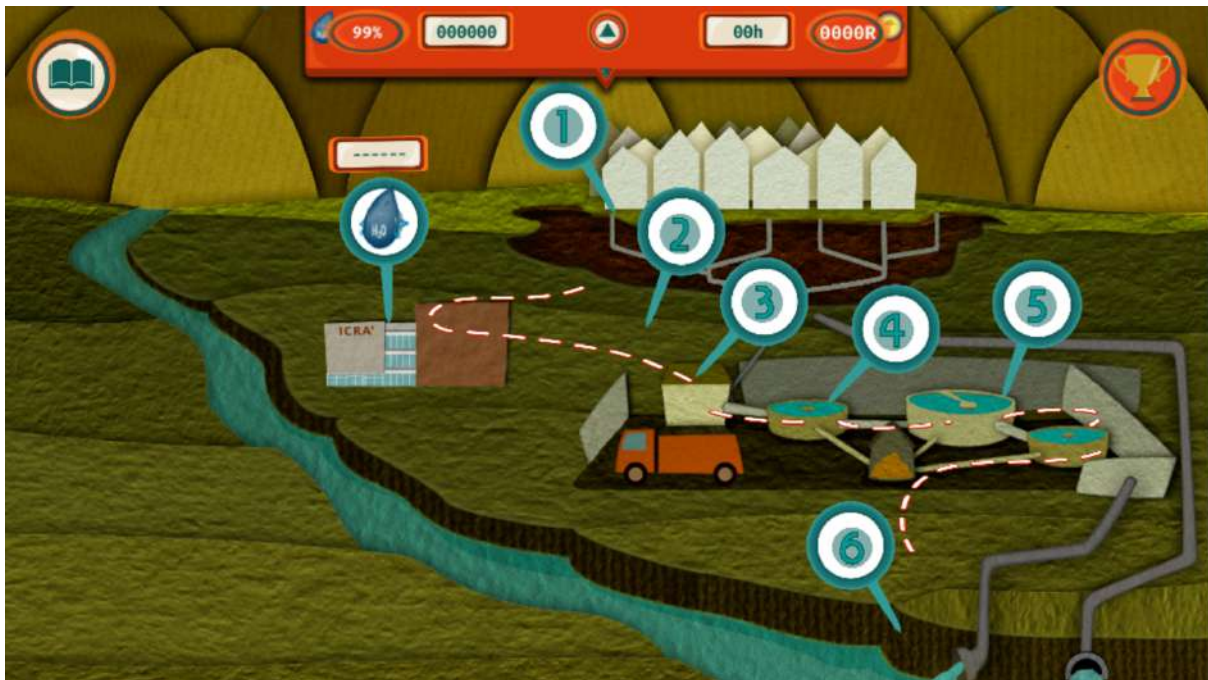 99%
000000
00h
0000R
1
------
2
H₂O
3
5
4
ICRA'
6